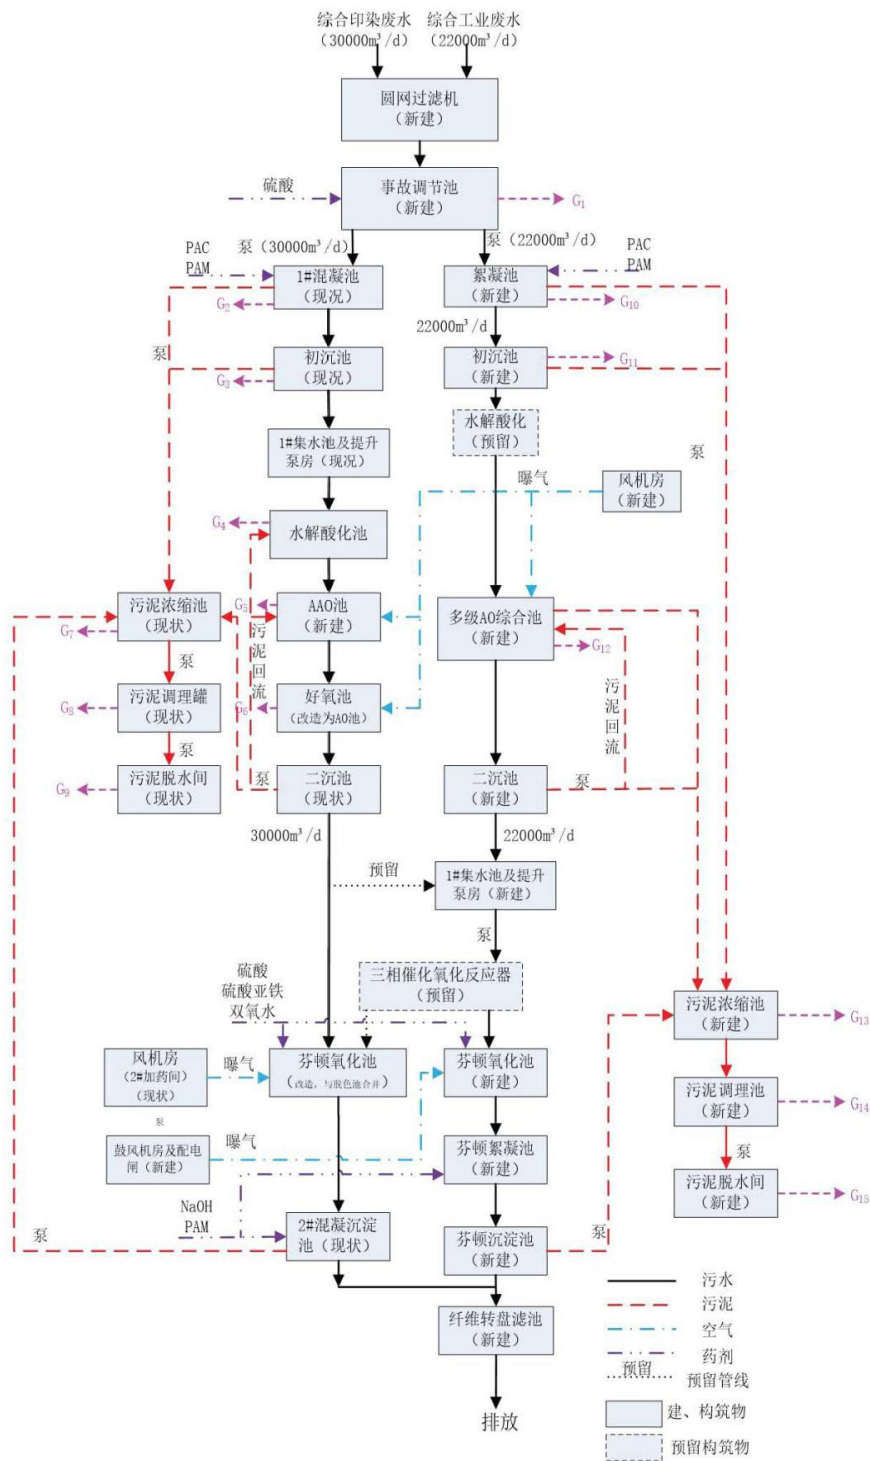 综合印染废水
（30000m³/d）
综合工业废水
（22000m³/d）
圆网过滤机
（新建）
硫酸
事故调节池
（新建）
G₁
泵（30000m³/d）
泵（22000m³/d）
PAC
PAM
1#混凝池
（现况）
G₂
絮凝池
（新建）
PAC
PAM
G₁₀
22000m³/d
泵
初沉池
（现况）
G₃
初沉池
（新建）
G₁₁
1#集水池及提升
泵房（现况）
水解酸化
（预留）
泵
曝气
风机房
（新建）
G₄
水解酸化池
污泥浓缩池
（现状）
G₇
G₅
AAO池
（新建）
多级AO综合池
（新建）
G₁₂
污泥回流
泵
污泥调理罐
（现状）
G₈
G₆
好氧池
（改造为AO池）
污泥回流
泵
污泥脱水间
（现状）
G₉
泵
二沉池
（现状）
二沉池
（新建）
泵
30000m³/d
22000m³/d
预留
1#集水池及提升
泵房（新建）
泵
硫酸
硫酸亚铁
双氧水
三相催化氧化反应器
（预留）
污泥浓缩池
（新建）
G₁₃
风机房
（2#加药间）
（现状）
曝气
芬顿氧化池
（改造，与脱色池合并）
芬顿氧化池
（新建）
污泥调理池
（新建）
G₁₄
泵
鼓风机房及配电
闸（新建）
曝气
芬顿絮凝池
（新建）
泵
污泥脱水间
（新建）
G₁₅
NaOH
PAM
泵
2#混凝沉淀
池（现状）
芬顿沉淀池
（新建）
泵
纤维转盘滤池
（新建）
排放
污水
污泥
空气
药剂
预留
预留管线
建、构筑物
预留构筑物